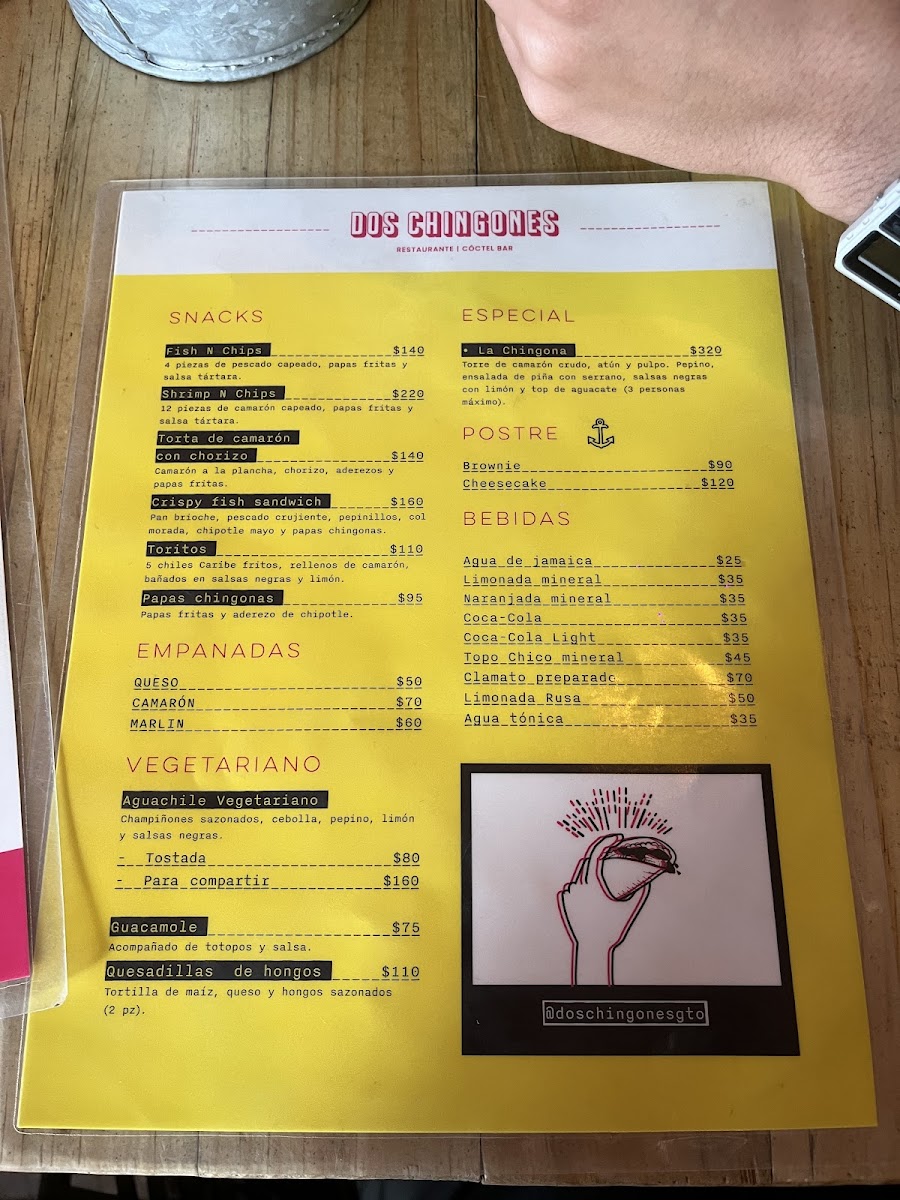 DOS CHINGONES
RESTAURANTE | CÓCTEL BAR
SNACKS
Fish N Chips $140
4 piezas de pescado capeado, papas fritas y
salsa tártara.
Shrimp N Chips $220
12 piezas de camarón capeado, papas fritas y
salsa tártara.
Torta de camarón
con chorizo $140
Camarón a la plancha, chorizo, aderezos y
papas fritas.
Crispy fish sandwich $160
Pan brioche, pescado crujiente, pepinillos, col
morada, chipotle mayo y papas chingonas.
Toritos $110
5 chiles Caribe fritos, rellenos de camarón,
bañados en salsas negras y limón.
Papas chingonas $95
Papas fritas y aderezo de chipotle.
EMPANADAS
QUESO $50
CAMARÓN $70
MARLIN $60
VEGETARIANO
Aguachile Vegetariano
Champiñones sazonados, cebolla, pepino, limón
y salsas negras.
- Tostada $80
- Para compartir $160
Guacamole $75
Acompañado de totopos y salsa.
Quesadillas de hongos $110
Tortilla de maíz, queso y hongos sazonados
(2 pz).
ESPECIAL
• La Chingona $320
Torre de camarón crudo, atún y pulpo. Pepino,
ensalada de piña con serrano, salsas negras
con limón y top de aguacate (3 personas
máximo).
POSTRE
Brownie $90
Cheesecake $120
BEBIDAS
Agua de jamaica $25
Limonada mineral $35
Naranjada mineral $35
Coca-Cola $35
Coca-Cola Light $35
Topo Chico mineral $45
Clamato preparado $70
Limonada Rusa $50
Agua tónica $35
@doschingonesgto